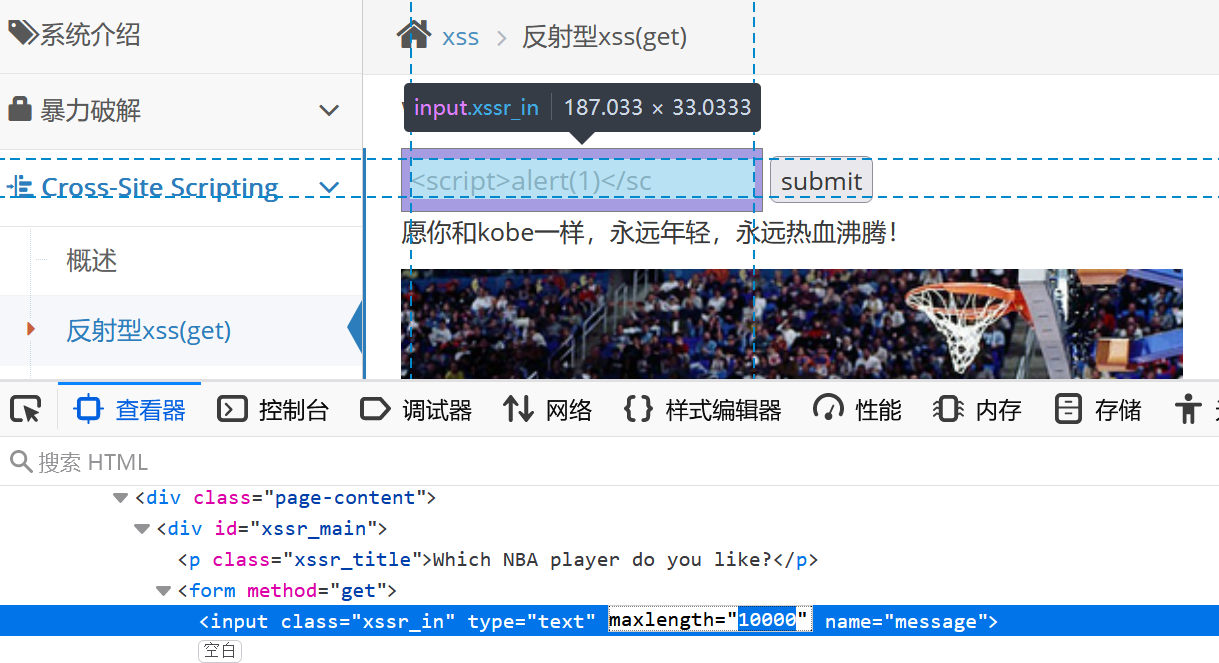 系统介绍
xss > 反射型xss(get)
暴力破解
input.xssr_in | 187.033 × 33.0333
Cross-Site Scripting
<script>alert(1)</sc
submit
愿你和kobe一样，永远年轻，永远热血沸腾！
概述
反射型xss(get)
查看器 控制台 调试器 网络 样式编辑器 性能 内存 存储
搜索 HTML
<div class="page-content">
<div id="xssr_main">
<p class="xssr_title">Which NBA player do you like?</p>
<form method="get">
<input class="xssr_in" type="text" maxlength="10000" name="message">
空白